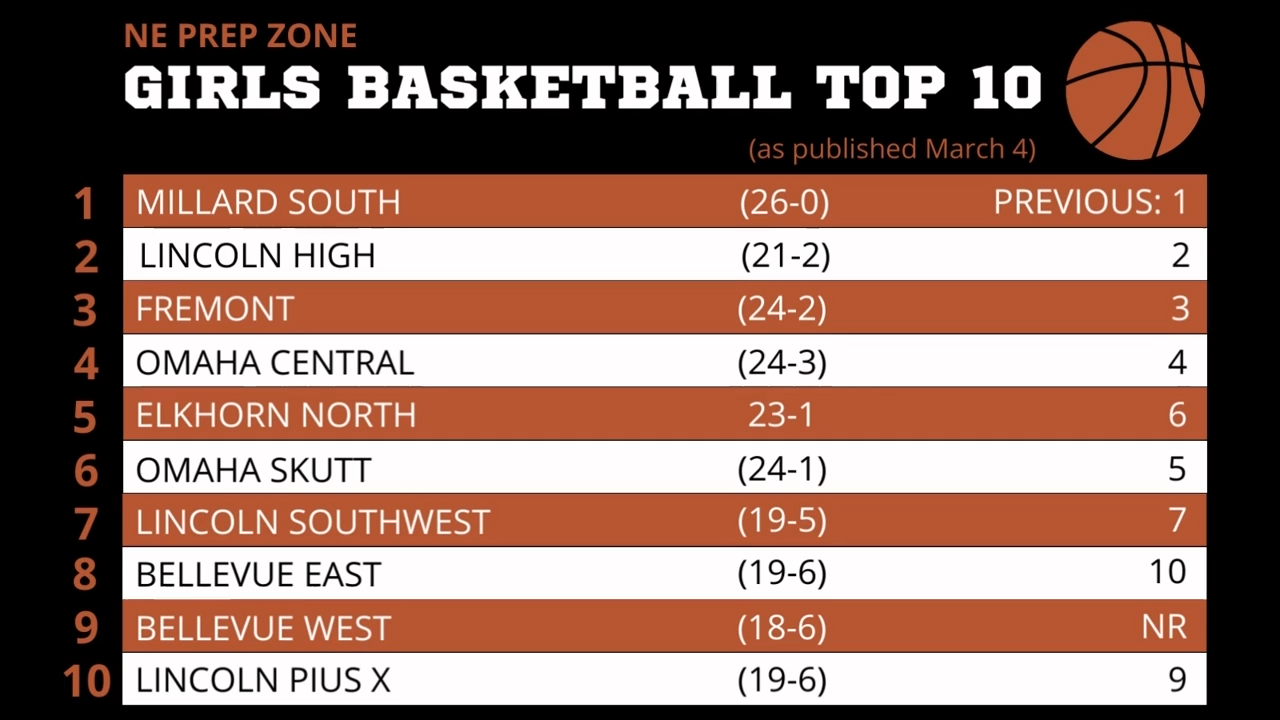 NE PREP ZONE
GIRLS BASKETBALL TOP 10
(as published March 4)
1 MILLARD SOUTH (26-0) PREVIOUS: 1
2 LINCOLN HIGH (21-2) 2
3 FREMONT (24-2) 3
4 OMAHA CENTRAL (24-3) 4
5 ELKHORN NORTH 23-1 6
6 OMAHA SKUTT (24-1) 5
7 LINCOLN SOUTHWEST (19-5) 7
8 BELLEVUE EAST (19-6) 10
9 BELLEVUE WEST (18-6) NR
10 LINCOLN PIUS X (19-6) 9